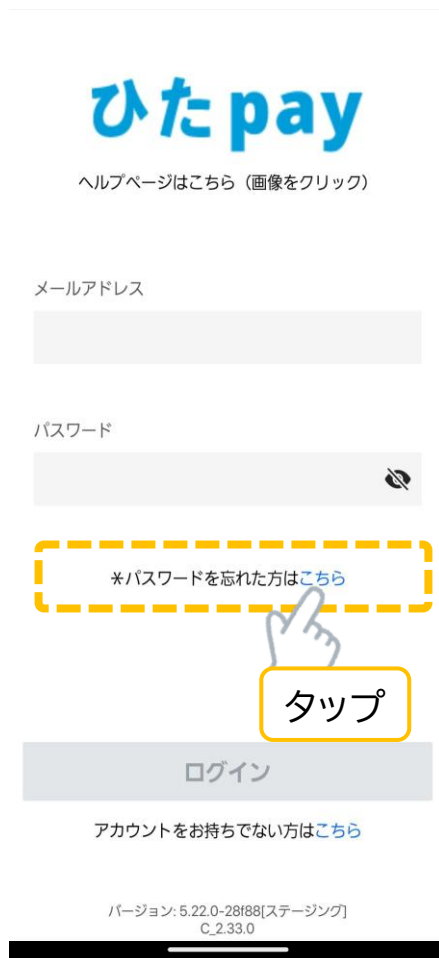 ひた pay
ヘルプページはこちら（画像をクリック）
メールアドレス
パスワード
*パスワードを忘れた方はこちら
タップ
ログイン
アカウントをお持ちでない方はこちら
バージョン: 5.22.0-28f88[ステージング]
C_2.33.0